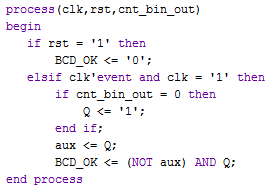 process(clk,rst,cnt_bin_out)
begin
if rst = '1' then
BCD_OK <= '0';
elsif clk'event and clk = '1' then
if cnt_bin_out = 0 then
Q <= '1';
end if;
aux <= Q;
BCD_OK <= (NOT aux) AND Q;
end process